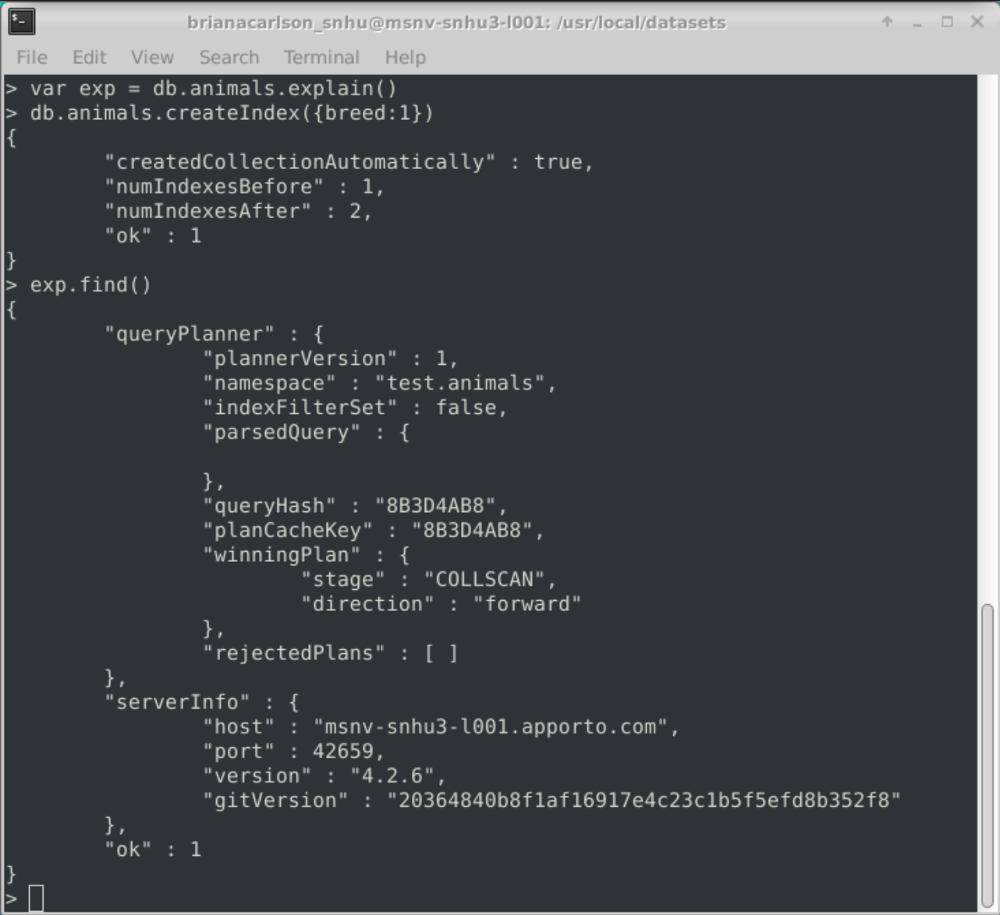 brianacarlson_snhu@msnv-snhu3-l001: /usr/local/datasets
File Edit View Search Terminal Help
> var exp = db.animals.explain()
> db.animals.createIndex({breed:1})
{
        "createdCollectionAutomatically" : true,
        "numIndexesBefore" : 1,
        "numIndexesAfter" : 2,
        "ok" : 1
}
> exp.find()
{
        "queryPlanner" : {
                "plannerVersion" : 1,
                "namespace" : "test.animals",
                "indexFilterSet" : false,
                "parsedQuery" : {

                },
                "queryHash" : "8B3D4AB8",
                "planCacheKey" : "8B3D4AB8",
                "winningPlan" : {
                        "stage" : "COLLSCAN",
                        "direction" : "forward"
                },
                "rejectedPlans" : [ ]
        },
        "serverInfo" : {
                "host" : "msnv-snhu3-l001.apporto.com",
                "port" : 42659,
                "version" : "4.2.6",
                "gitVersion" : "20364840b8f1af16917e4c23c1b5f5efd8b352f8"
        },
        "ok" : 1
}
>